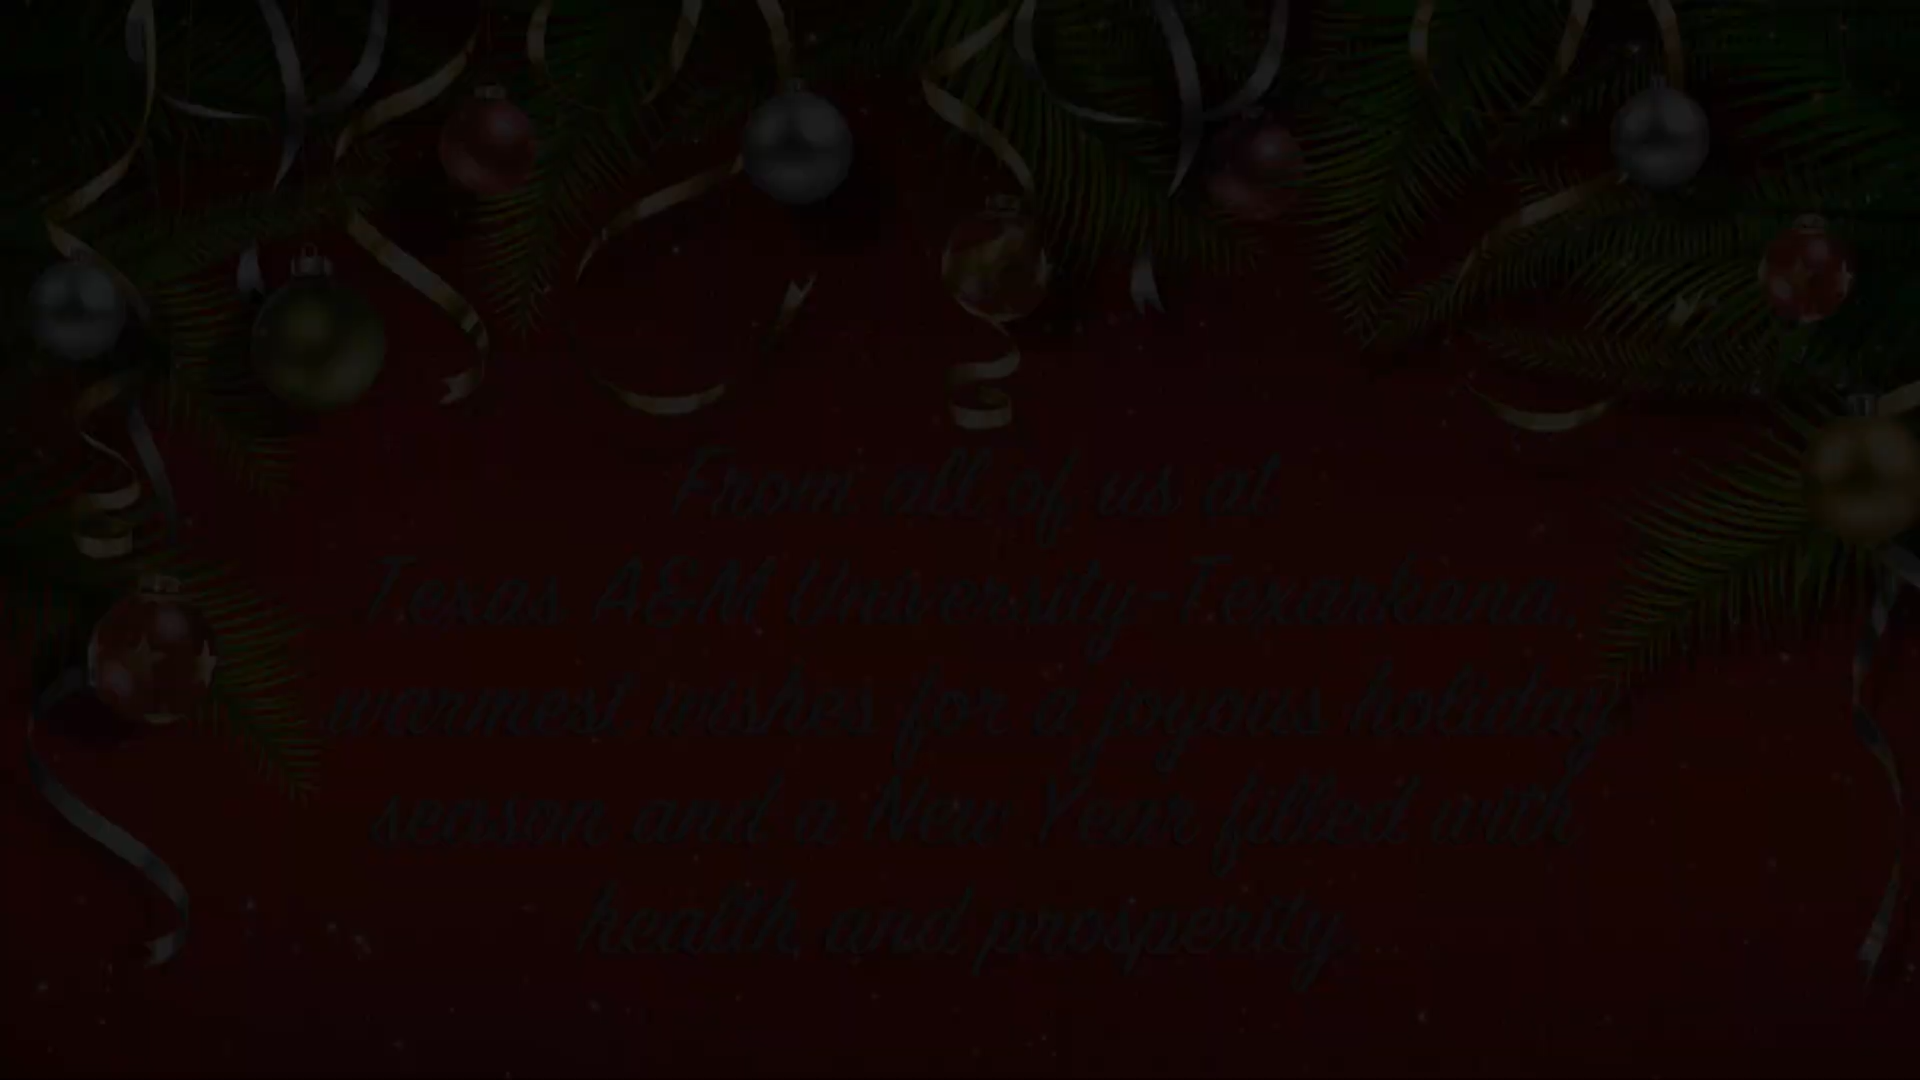 From all of us at
Texas A&M University-Texarkana,
warmest wishes for a joyous holiday
season and a New Year filled with
health and prosperity...